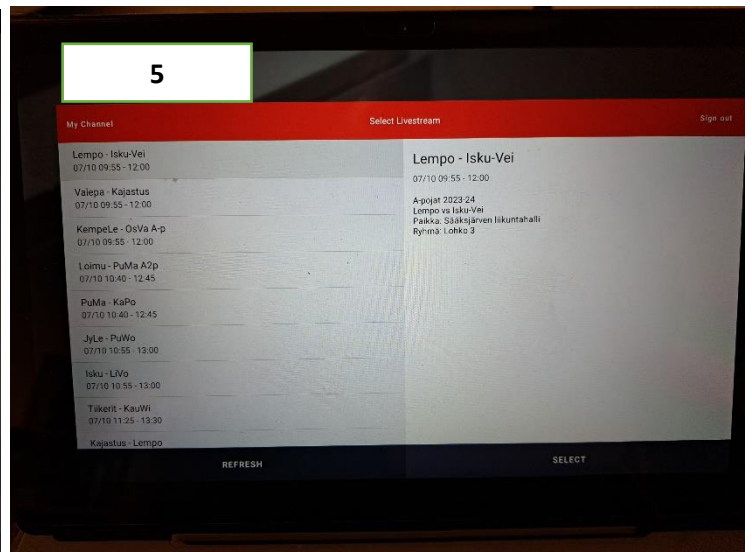 5
My Channel
Select Livestream
Sign out
Lempo - Isku-Vei
07/10 09:55 - 12:00
Valepa - Kajastus
07/10 09:55 - 12:00
KempeLe - OsVa A-p
07/10 09:55 - 12:00
Loimu - PuMa A2p
07/10 10:40 - 12:45
PuMa - KaPo
07/10 10:40 - 12:45
JyLe - PuWo
07/10 10:55 - 13:00
Isku - LiVo
07/10 10:55 - 13:00
Tiikerit - KauWi
07/10 11:25 - 13:30
Kajastus - Lempo
REFRESH
Lempo - Isku-Vei
07/10 09:55 - 12:00
A-pojat 2023-24
Lempo vs Isku-Vei
Paikka: Sääksjärven liikuntahalli
Ryhmä: Lohko 3
SELECT